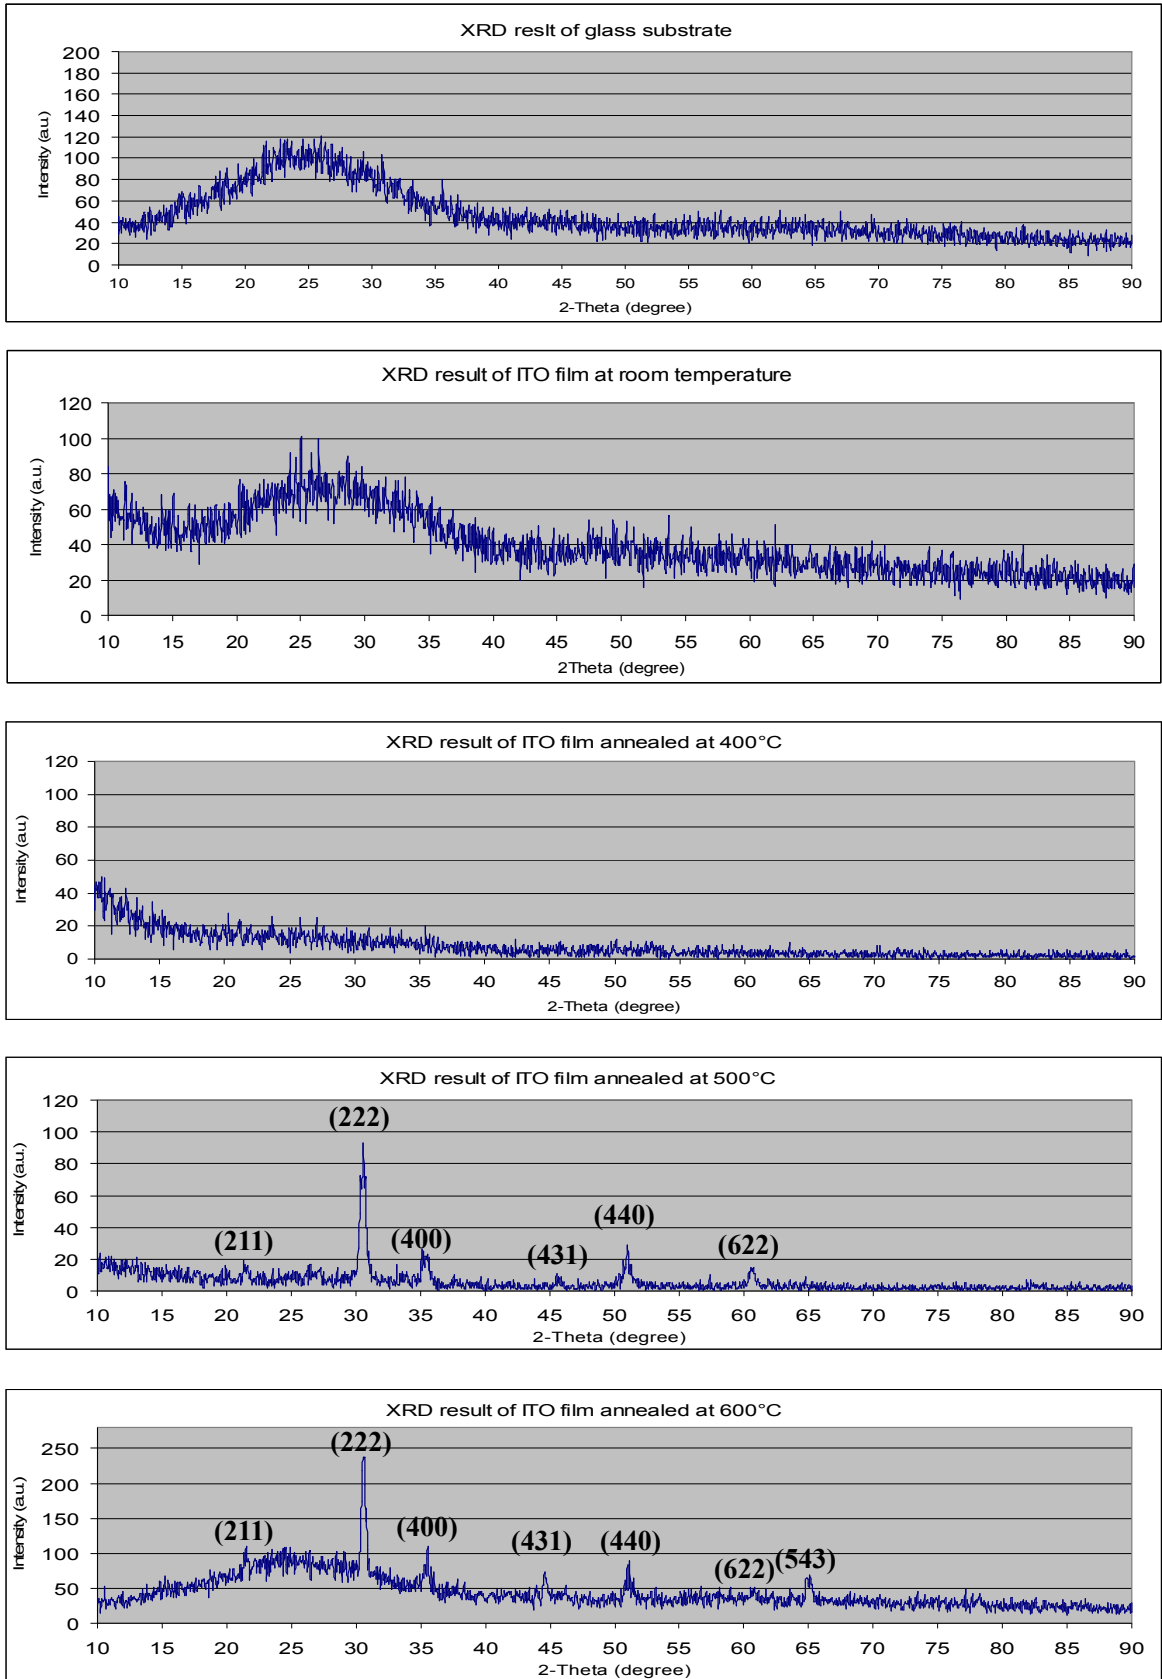 XRD reslt of glass substrate
Intensity (a.u.)
200
180
160
140
120
100
80
60
40
20
0
10 15 20 25 30 35 40 45 50 55 60 65 70 75 80 85 90
2-Theta (degree)
XRD result of ITO film at room temperature
Intensity (a.u.)
120
100
80
60
40
20
0
10 15 20 25 30 35 40 45 50 55 60 65 70 75 80 85 90
2Theta (degree)
XRD result of ITO film annealed at 400°C
Intensity (a.u.)
120
100
80
60
40
20
0
10 15 20 25 30 35 40 45 50 55 60 65 70 75 80 85 90
2-Theta (degree)
XRD result of ITO film annealed at 500°C
Intensity (a.u.)
120
100
80
60
40
20
0
(211) (222) (400) (431) (440) (622)
10 15 20 25 30 35 40 45 50 55 60 65 70 75 80 85 90
2-Theta (degree)
XRD result of ITO film annealed at 600°C
Intensity (a.u.)
250
200
150
100
50
0
(211) (222) (400) (431) (440) (622) (543)
10 15 20 25 30 35 40 45 50 55 60 65 70 75 80 85 90
2-Theta (degree)